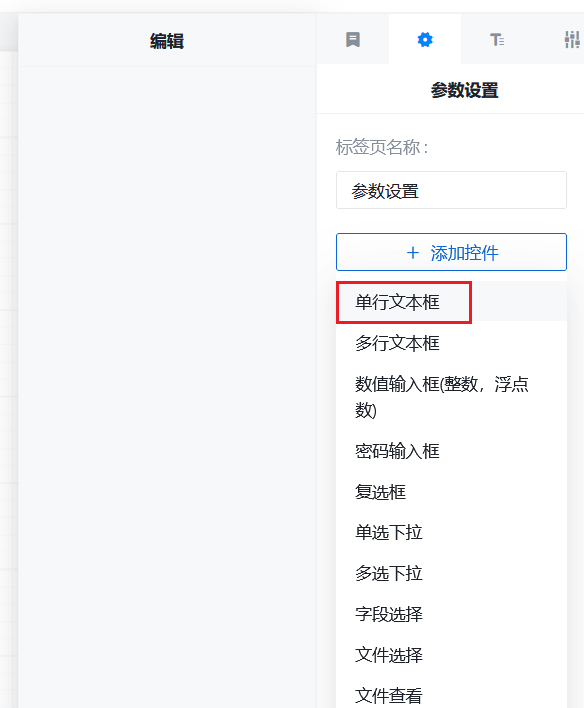 编辑
参数设置
标签页名称:
参数设置
+ 添加控件
单行文本框
多行文本框
数值输入框(整数，浮点
数)
密码输入框
复选框
单选下拉
多选下拉
字段选择
文件选择
文件查看